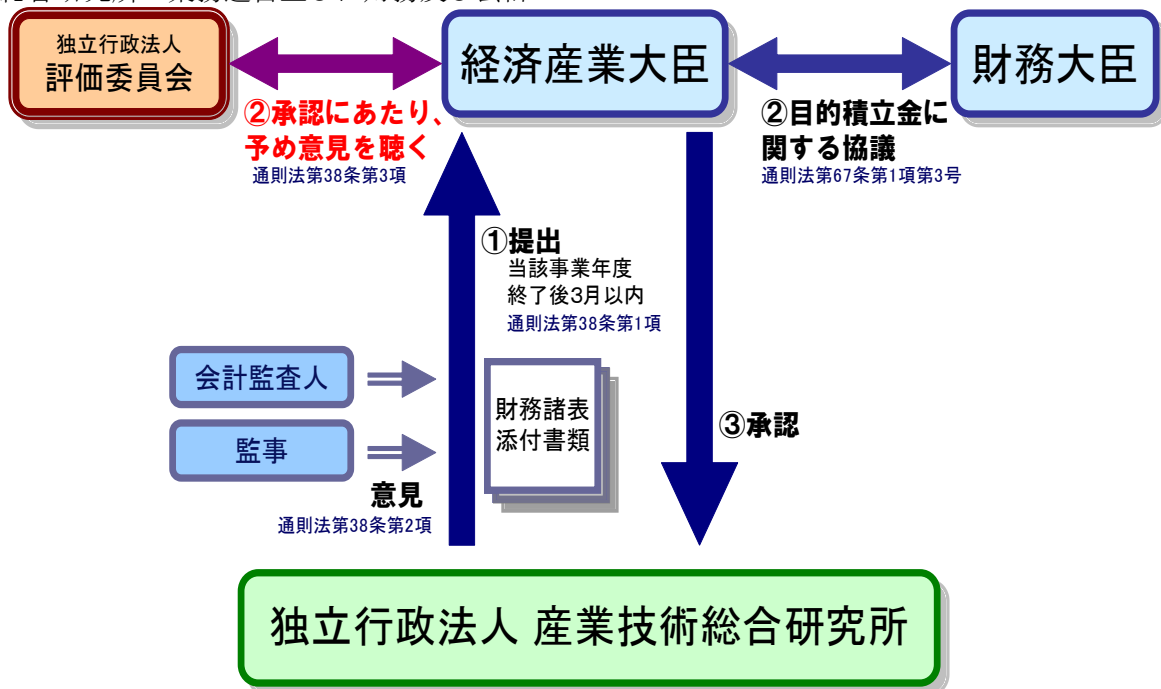 独立行政法人
評価委員会
経済産業大臣
財務大臣
②承認にあたり、
予め意見を聴く
通則法第38条第3項
②目的積立金に
関する協議
通則法第67条第1項第3号
①提出
当該事業年度
終了後3月以内
通則法第38条第1項
会計監査人
監事
意見
通則法第38条第2項
財務諸表
添付書類
③承認
独立行政法人 産業技術総合研究所